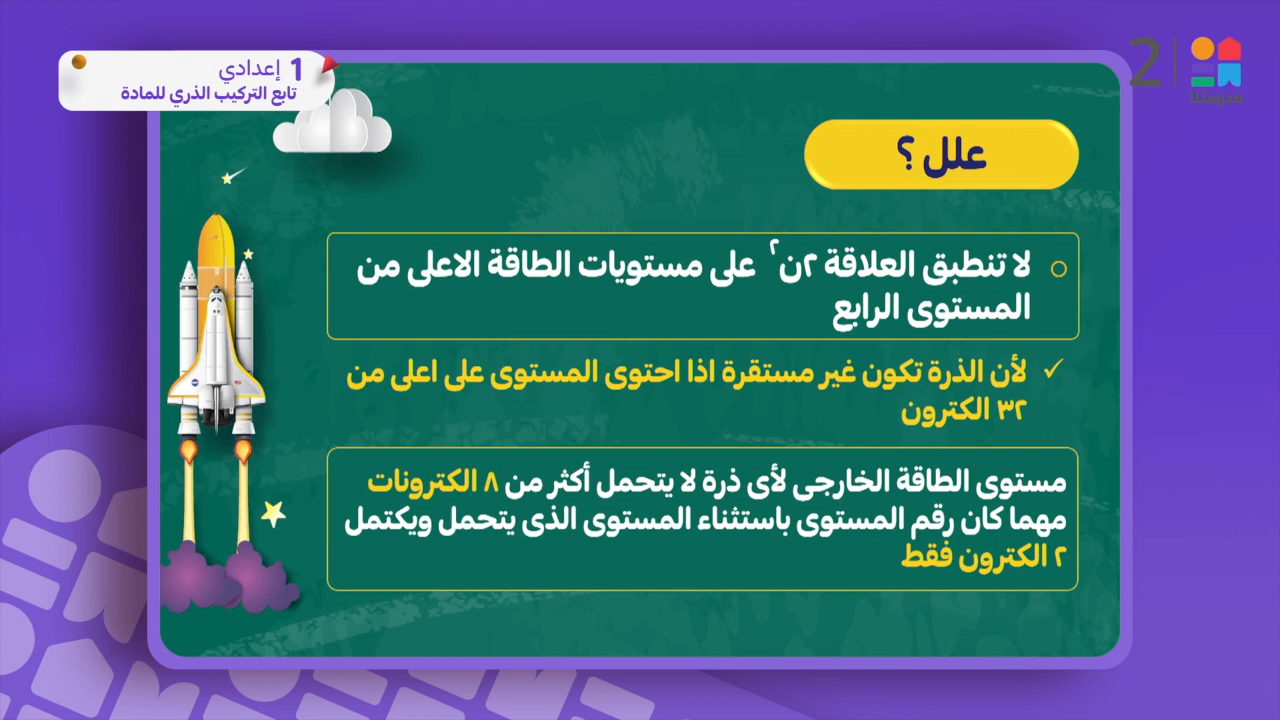 1 إعدادي
تابع التركيب الذري للمادة
2
مدرستنا
علل ؟
لا تنطبق العلاقة ٢ن٢ على مستويات الطاقة الاعلى من
المستوى الرابع
لأن الذرة تكون غير مستقرة اذا احتوى المستوى على اعلى من
٣٢ الكترون
مستوى الطاقة الخارجى لأى ذرة لا يتحمل أكثر من ٨ الكترونات
مهما كان رقم المستوى باستثناء المستوى الذى يتحمل ويكتمل
٢ الكترون فقط